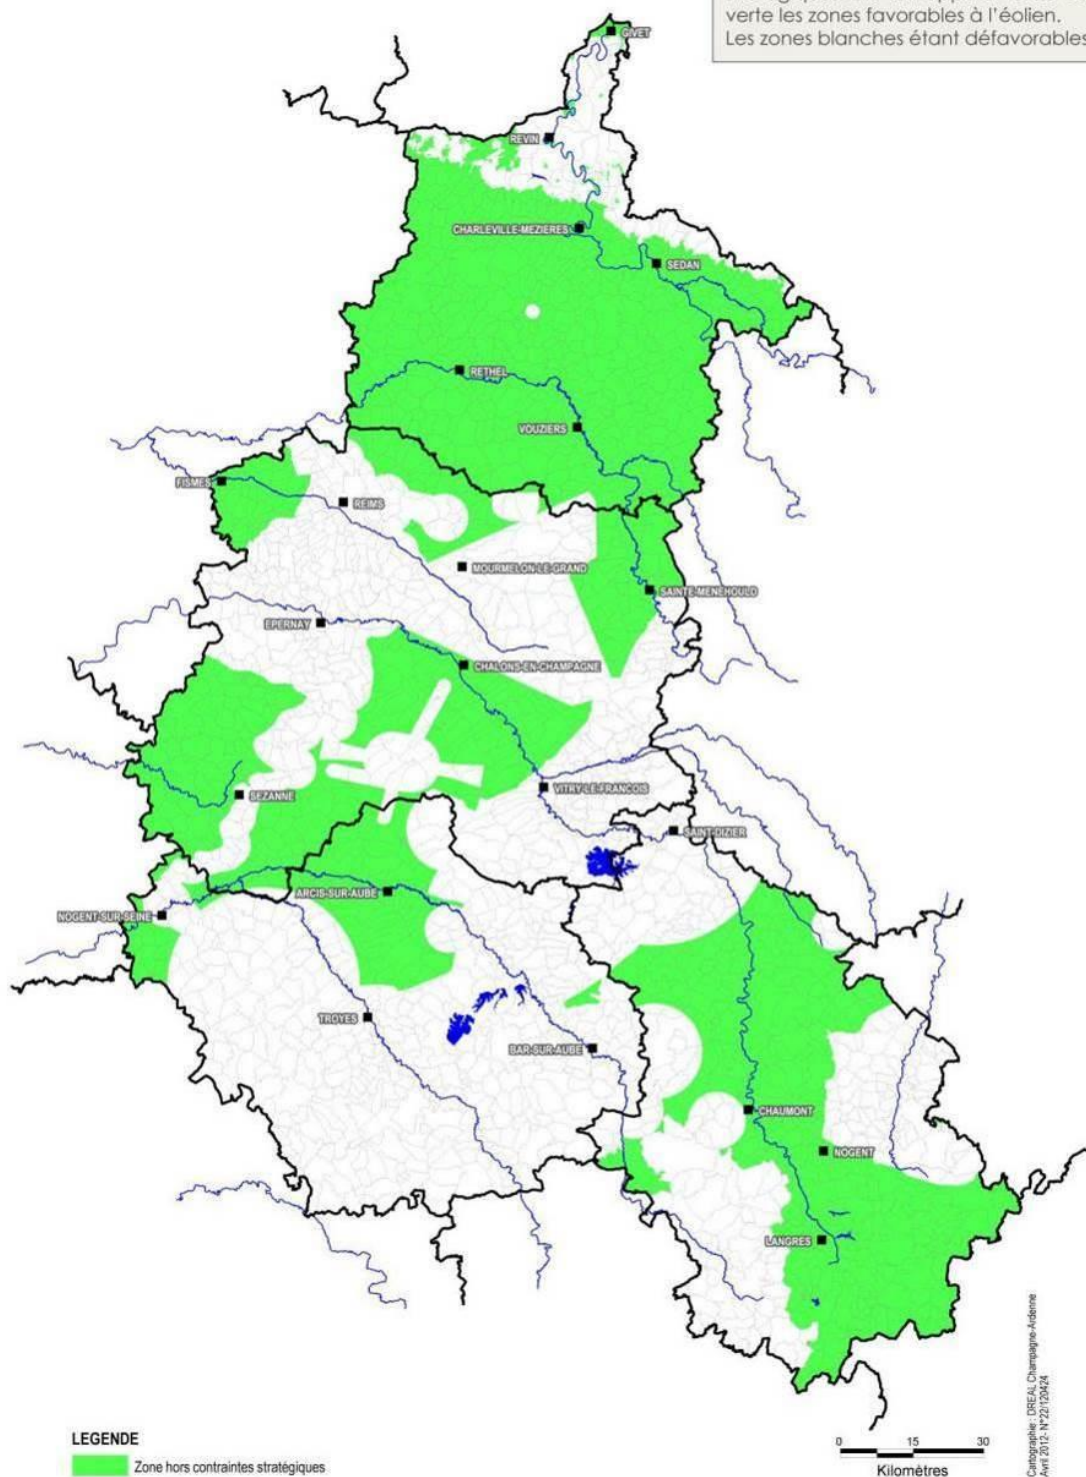 verte les zones favorables à l'éolien.
Les zones blanches étant défavorables
GIVET
REVIN
CHARLEVILLE-MEZIERES
SEDAN
RETHEL
VOUZIERS
FISMES
REIMS
MOURMELON-LE-GRAND
SAINTE-MENEHOULD
EPERNAY
CHALONS-EN-CHAMPAGNE
SEZANNE
VITRY-LE-FRANCOIS
SAINT-DIZIER
ARCIS-SUR-AUBE
NOGENT-SUR-SEINE
TROYES
BAR-SUR-AUBE
CHAUMONT
NOGENT
LANGRES
LEGENDE
Zone hors contraintes stratégiques
0 15 30
Kilomètres
Cartographie : DREAL Champagne-Ardenne
Avril 2012- N°22/120424